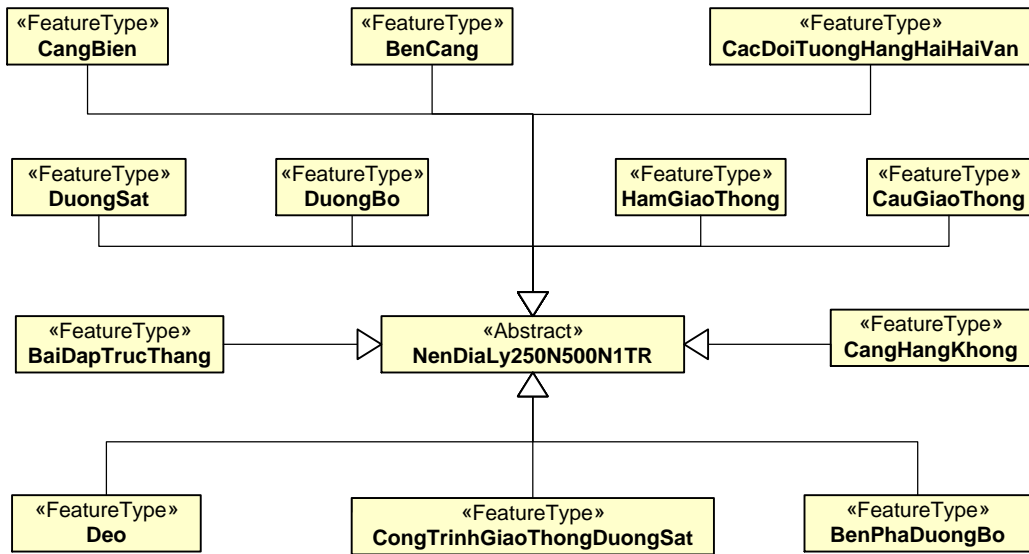 «FeatureType»
CangBien
«FeatureType»
BenCang
«FeatureType»
CacDoiTuongHangHaiHaiVan
«FeatureType»
DuongSat
«FeatureType»
DuongBo
«FeatureType»
HamGiaoThong
«FeatureType»
CauGiaoThong
«FeatureType»
BaiDapTrucThang
«Abstract»
NenDiaLy250N500N1TR
«FeatureType»
CangHangKhong
«FeatureType»
Deo
«FeatureType»
CongTrinhGiaoThongDuongSat
«FeatureType»
BenPhaDuongBo